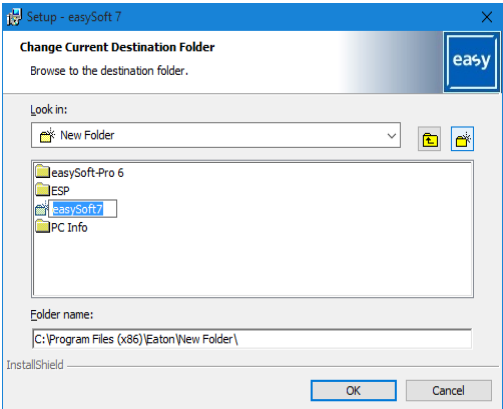 Setup - easySoft 7
Change Current Destination Folder
Browse to the destination folder.
easy
Look in:
New Folder
easySoft-Pro 6
ESP
easySoft7
PC Info
Folder name:
C:\Program Files (x86)\Eaton\New Folder\
InstallShield
OK Cancel